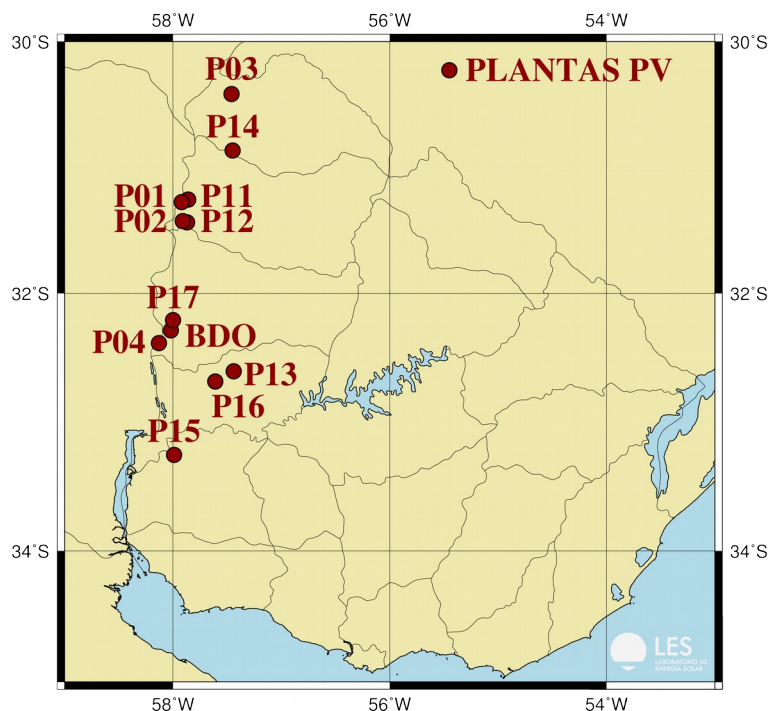 58°W 56°W 54°W
30°S 30°S
P03 PLANTAS PV
P14
P01 P11
P02 P12
32°S 32°S
P17
P04 BDO
P13
P16
P15
34°S 34°S
LES
LABORATORIO DE
ENERGÍA SOLAR
58°W 56°W 54°W